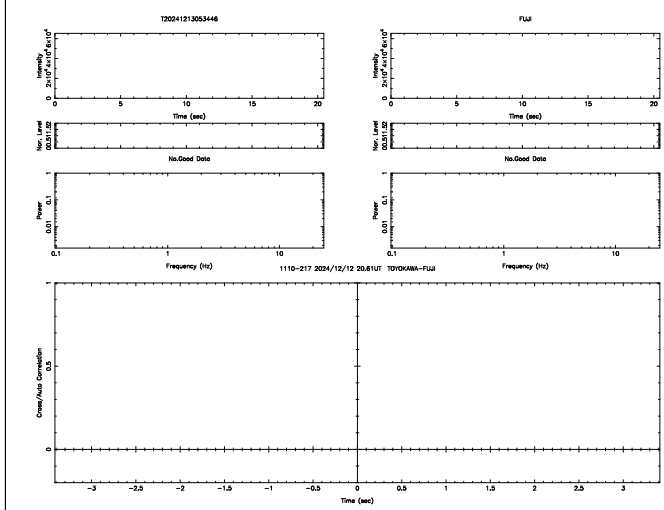 T20241213053446
FUJI
Intensity
0 2×10⁴ 4×10⁴ 6×10⁴
0 5 10 15 20
Time (sec)
Intensity
0 2×10⁴ 4×10⁴ 6×10⁴
0 5 10 15 20
Time (sec)
Nor. Level
00.511.52
Nor. Level
00.511.52
No.Good Data
No.Good Data
Power
0.01 0.1 1
0.1 1 10
Frequency (Hz)
Power
0.01 0.1 1
0.1 1 10
Frequency (Hz)
1110-217 2024/12/12 20.61UT TOYOKAWA-FUJI
Cross/Auto Correlation
0 0.5 1
-3 -2.5 -2 -1.5 -1 -0.5 0 0.5 1 1.5 2 2.5 3
Time (sec)